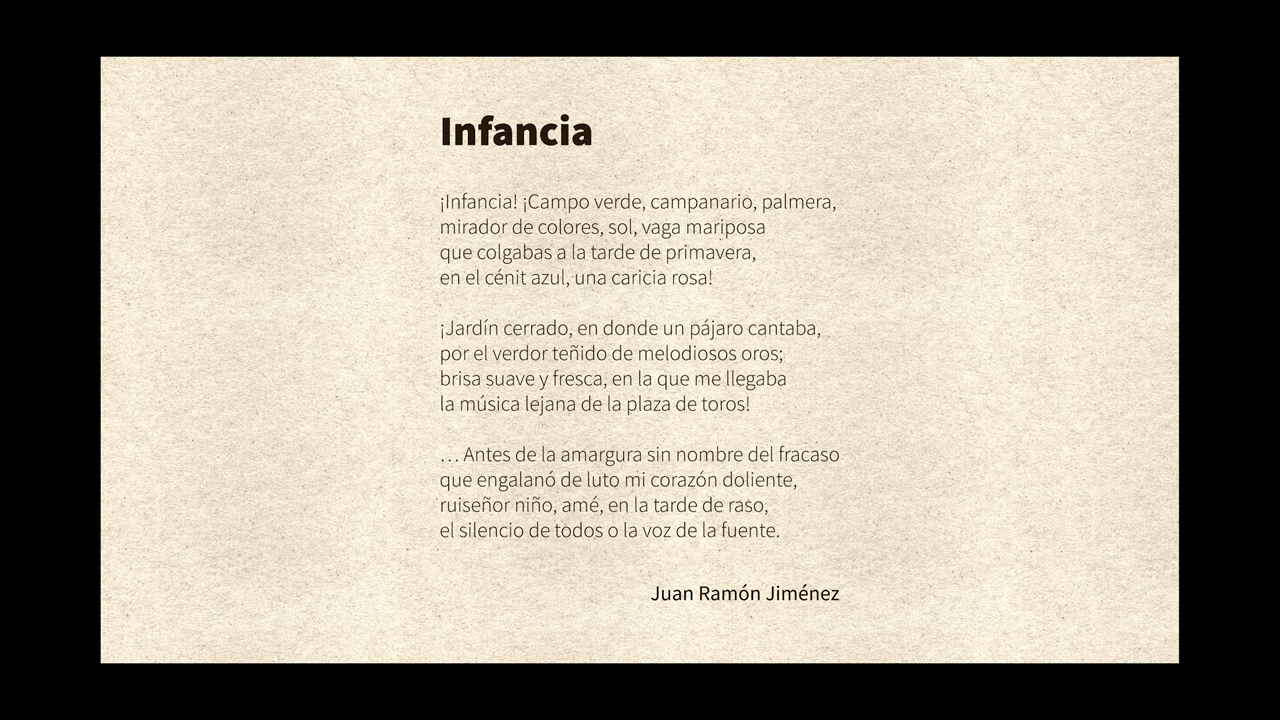 Infancia
¡Infancia! ¡Campo verde, campanario, palmera,
mirador de colores, sol, vaga mariposa
que colgabas a la tarde de primavera,
en el cénit azul, una caricia rosa!
¡Jardín cerrado, en donde un pájaro cantaba,
por el verdor teñido de melodiosos oros;
brisa suave y fresca, en la que me llegaba
la música lejana de la plaza de toros!
… Antes de la amargura sin nombre del fracaso
que engalanó de luto mi corazón doliente,
ruiseñor niño, amé, en la tarde de raso,
el silencio de todos o la voz de la fuente.
Juan Ramón Jiménez